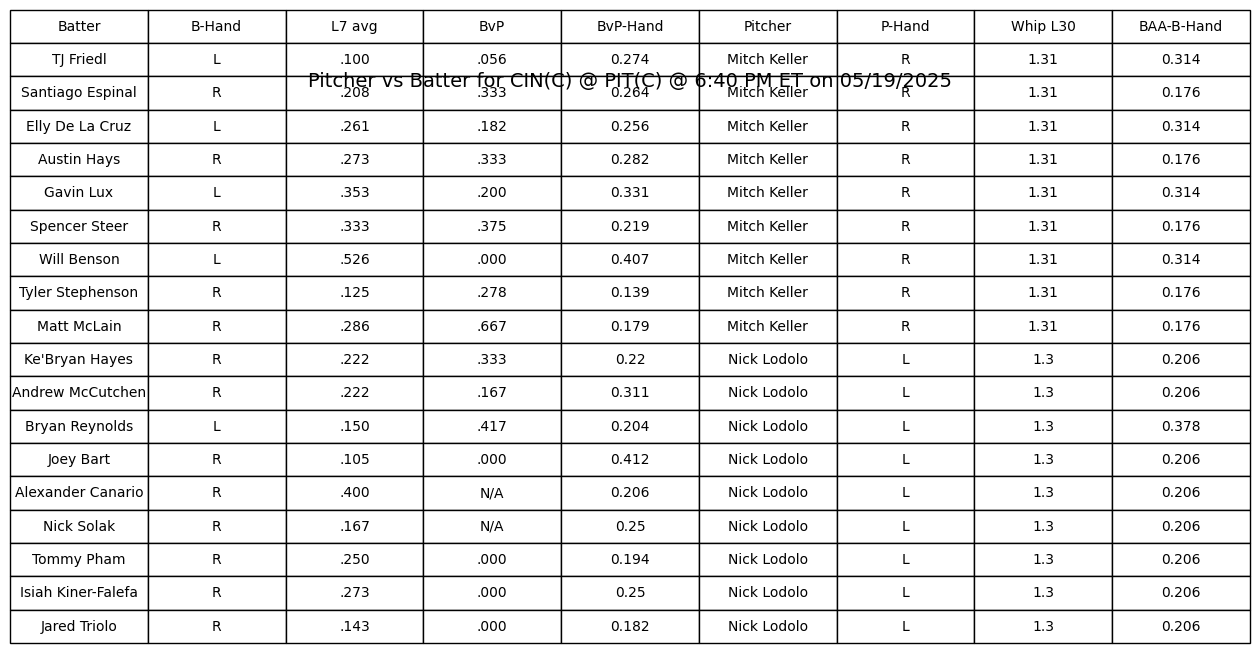 Batter B-Hand L7 avg BvP BvP-Hand Pitcher P-Hand Whip L30 BAA-B-Hand
TJ Friedl L .100 .056 0.274 Mitch Keller R 1.31 0.314
Pitcher vs Batter for CIN(C) @ PIT(C) @ 6:40 PM ET on 05/19/2025
Santiago Espinal R .208 .333 0.264 Mitch Keller R 1.31 0.176
Elly De La Cruz L .261 .182 0.256 Mitch Keller R 1.31 0.314
Austin Hays R .273 .333 0.282 Mitch Keller R 1.31 0.176
Gavin Lux L .353 .200 0.331 Mitch Keller R 1.31 0.314
Spencer Steer R .333 .375 0.219 Mitch Keller R 1.31 0.176
Will Benson L .526 .000 0.407 Mitch Keller R 1.31 0.314
Tyler Stephenson R .125 .278 0.139 Mitch Keller R 1.31 0.176
Matt McLain R .286 .667 0.179 Mitch Keller R 1.31 0.176
Ke'Bryan Hayes R .222 .333 0.22 Nick Lodolo L 1.3 0.206
Andrew McCutchen R .222 .167 0.311 Nick Lodolo L 1.3 0.206
Bryan Reynolds L .150 .417 0.204 Nick Lodolo L 1.3 0.378
Joey Bart R .105 .000 0.412 Nick Lodolo L 1.3 0.206
Alexander Canario R .400 N/A 0.206 Nick Lodolo L 1.3 0.206
Nick Solak R .167 N/A 0.25 Nick Lodolo L 1.3 0.206
Tommy Pham R .250 .000 0.194 Nick Lodolo L 1.3 0.206
Isiah Kiner-Falefa R .273 .000 0.25 Nick Lodolo L 1.3 0.206
Jared Triolo R .143 .000 0.182 Nick Lodolo L 1.3 0.206